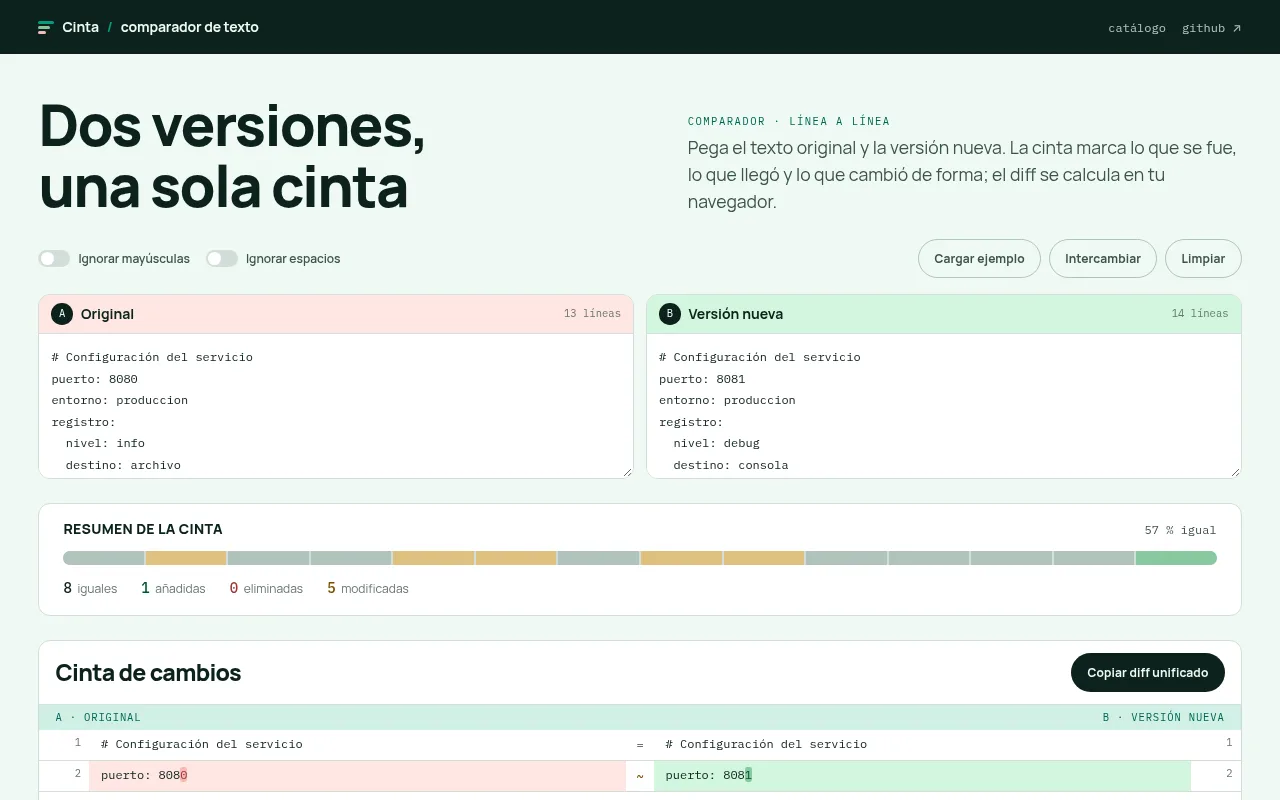 Cinta / comparador de texto
catálogo github ↗
Dos versiones,
una sola cinta
COMPARADOR · LÍNEA A LÍNEA
Pega el texto original y la versión nueva. La cinta marca lo que se fue,
lo que llegó y lo que cambió de forma; el diff se calcula en tu
navegador.
Ignorar mayúsculas Ignorar espacios
Cargar ejemplo Intercambiar Limpiar
A Original 13 líneas
# Configuración del servicio
puerto: 8080
entorno: produccion
registro:
  nivel: info
  destino: archivo
B Versión nueva 14 líneas
# Configuración del servicio
puerto: 8081
entorno: produccion
registro:
  nivel: debug
  destino: consola
RESUMEN DE LA CINTA 57 % igual
8 iguales 1 añadidas 0 eliminadas 5 modificadas
Cinta de cambios Copiar diff unificado
A · ORIGINAL B · VERSIÓN NUEVA
1 # Configuración del servicio = # Configuración del servicio 1
2 puerto: 8080 ~ puerto: 8081 2